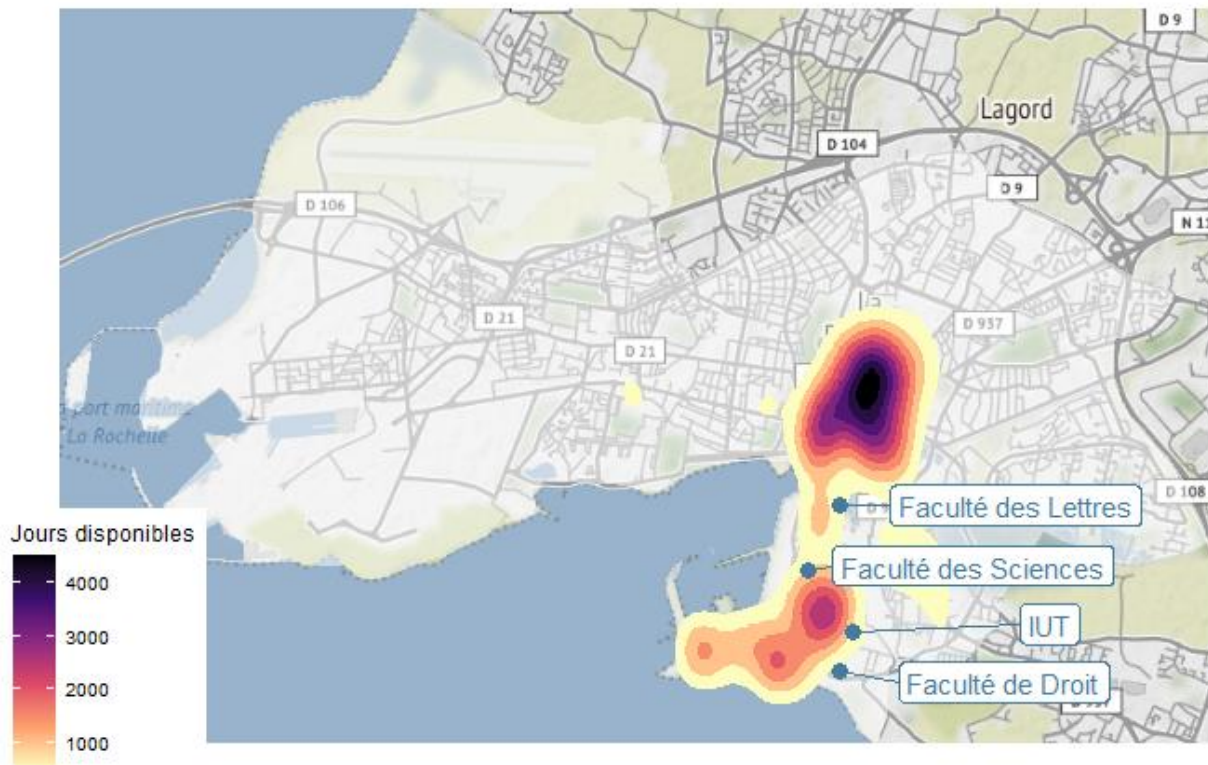 D 9
Lagord
D 104
D 9
N 11
D 106
D 21
D 937
D 21
La
port maritime
La Rochelle
D 108
Faculté des Lettres
Jours disponibles
Faculté des Sciences
4000
3000
IUT
2000
Faculté de Droit
1000